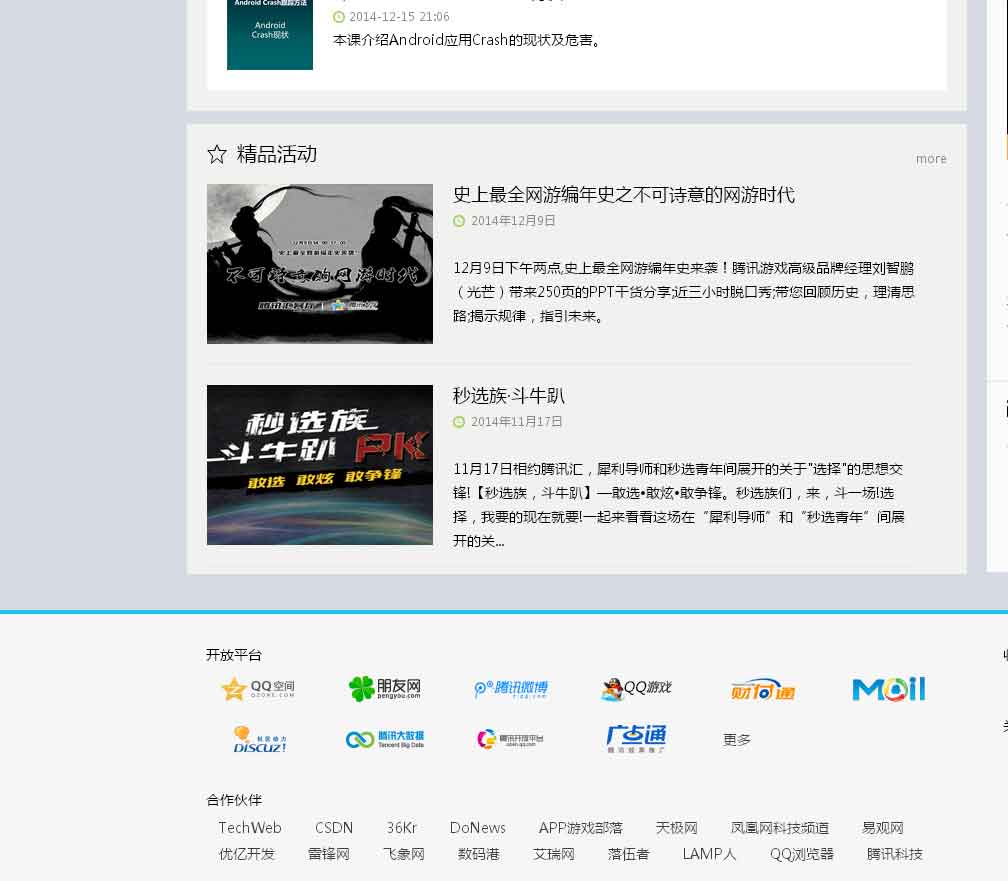 Android Crash跟踪方法
Android
Crash现状
2014-12-15 21:06
本课介绍Android应用Crash的现状及危害。
精品活动
more
史上最全网游编年史之不可诗意的网游时代
2014年12月9日
12月9日下午两点,史上最全网游编年史来袭！腾讯游戏高级品牌经理刘智鹏
（光芒）带来250页的PPT干货分享;近三小时脱口秀;带您回顾历史，理清思
路;揭示规律，指引未来。
史上最全网游编年史来袭
不可诗意的网游时代
秒选族·斗牛趴
2014年11月17日
11月17日相约腾讯汇，犀利导师和秒选青年间展开的关于"选择"的思想交
锋!【秒选族，斗牛趴】—敢选•敢炫•敢争锋。秒选族们，来，斗一场!选
择，我要的现在就要!一起来看看这场在“犀利导师”和“秒选青年”间展
开的关...
秒选族
斗牛趴 PK
敢选 敢炫 敢争锋
开放平台
QQ空间 QZONE.COM
朋友网 pengyou.com
腾讯微博 t.qq.com
QQ游戏
财付通
Mail
DISCUZ!
腾讯大数据 Tencent Big Data
腾讯开放平台 open.qq.com
广点通
更多
合作伙伴
TechWeb CSDN 36Kr DoNews APP游戏部落 天极网 凤凰网科技频道 易观网
优亿开发 雷锋网 飞象网 数码港 艾瑞网 落伍者 LAMP人 QQ浏览器 腾讯科技